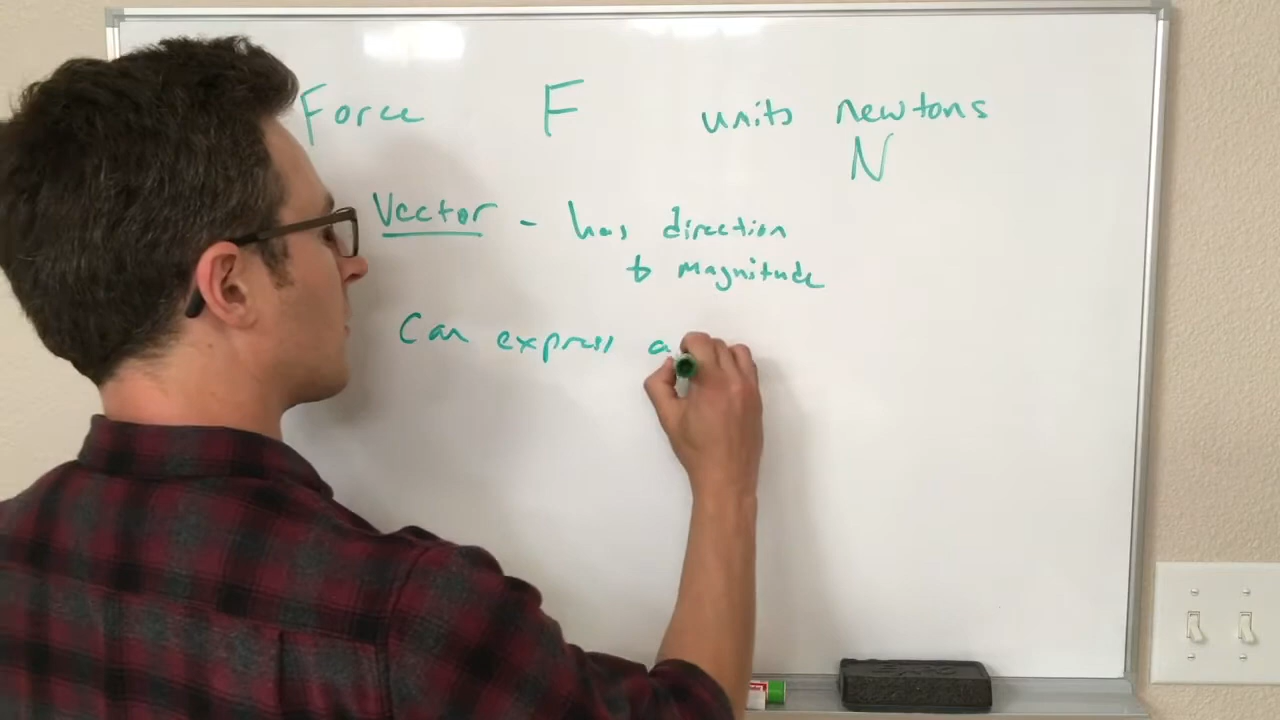 Force F units newtons
N
Vector - has direction
& Magnitude
Can express a